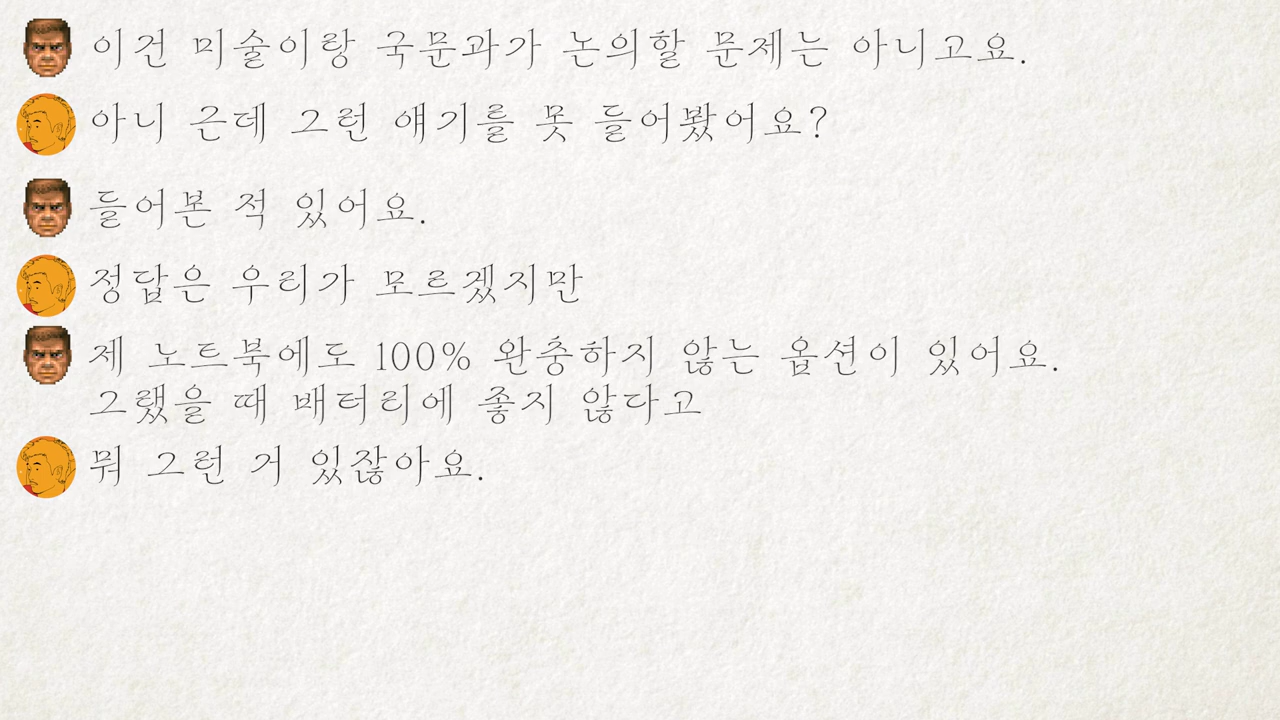 이건 미술이랑 국문과가 논의할 문제는 아니고요.
아니 근데 그런 얘기를 못 들어봤어요?
들어본 적 있어요.
정답은 우리가 모르겠지만
제 노트북에도 100% 완충하지 않는 옵션이 있어요.
그랬을 때 배터리에 좋지 않다고
뭐 그런 거 있잖아요.